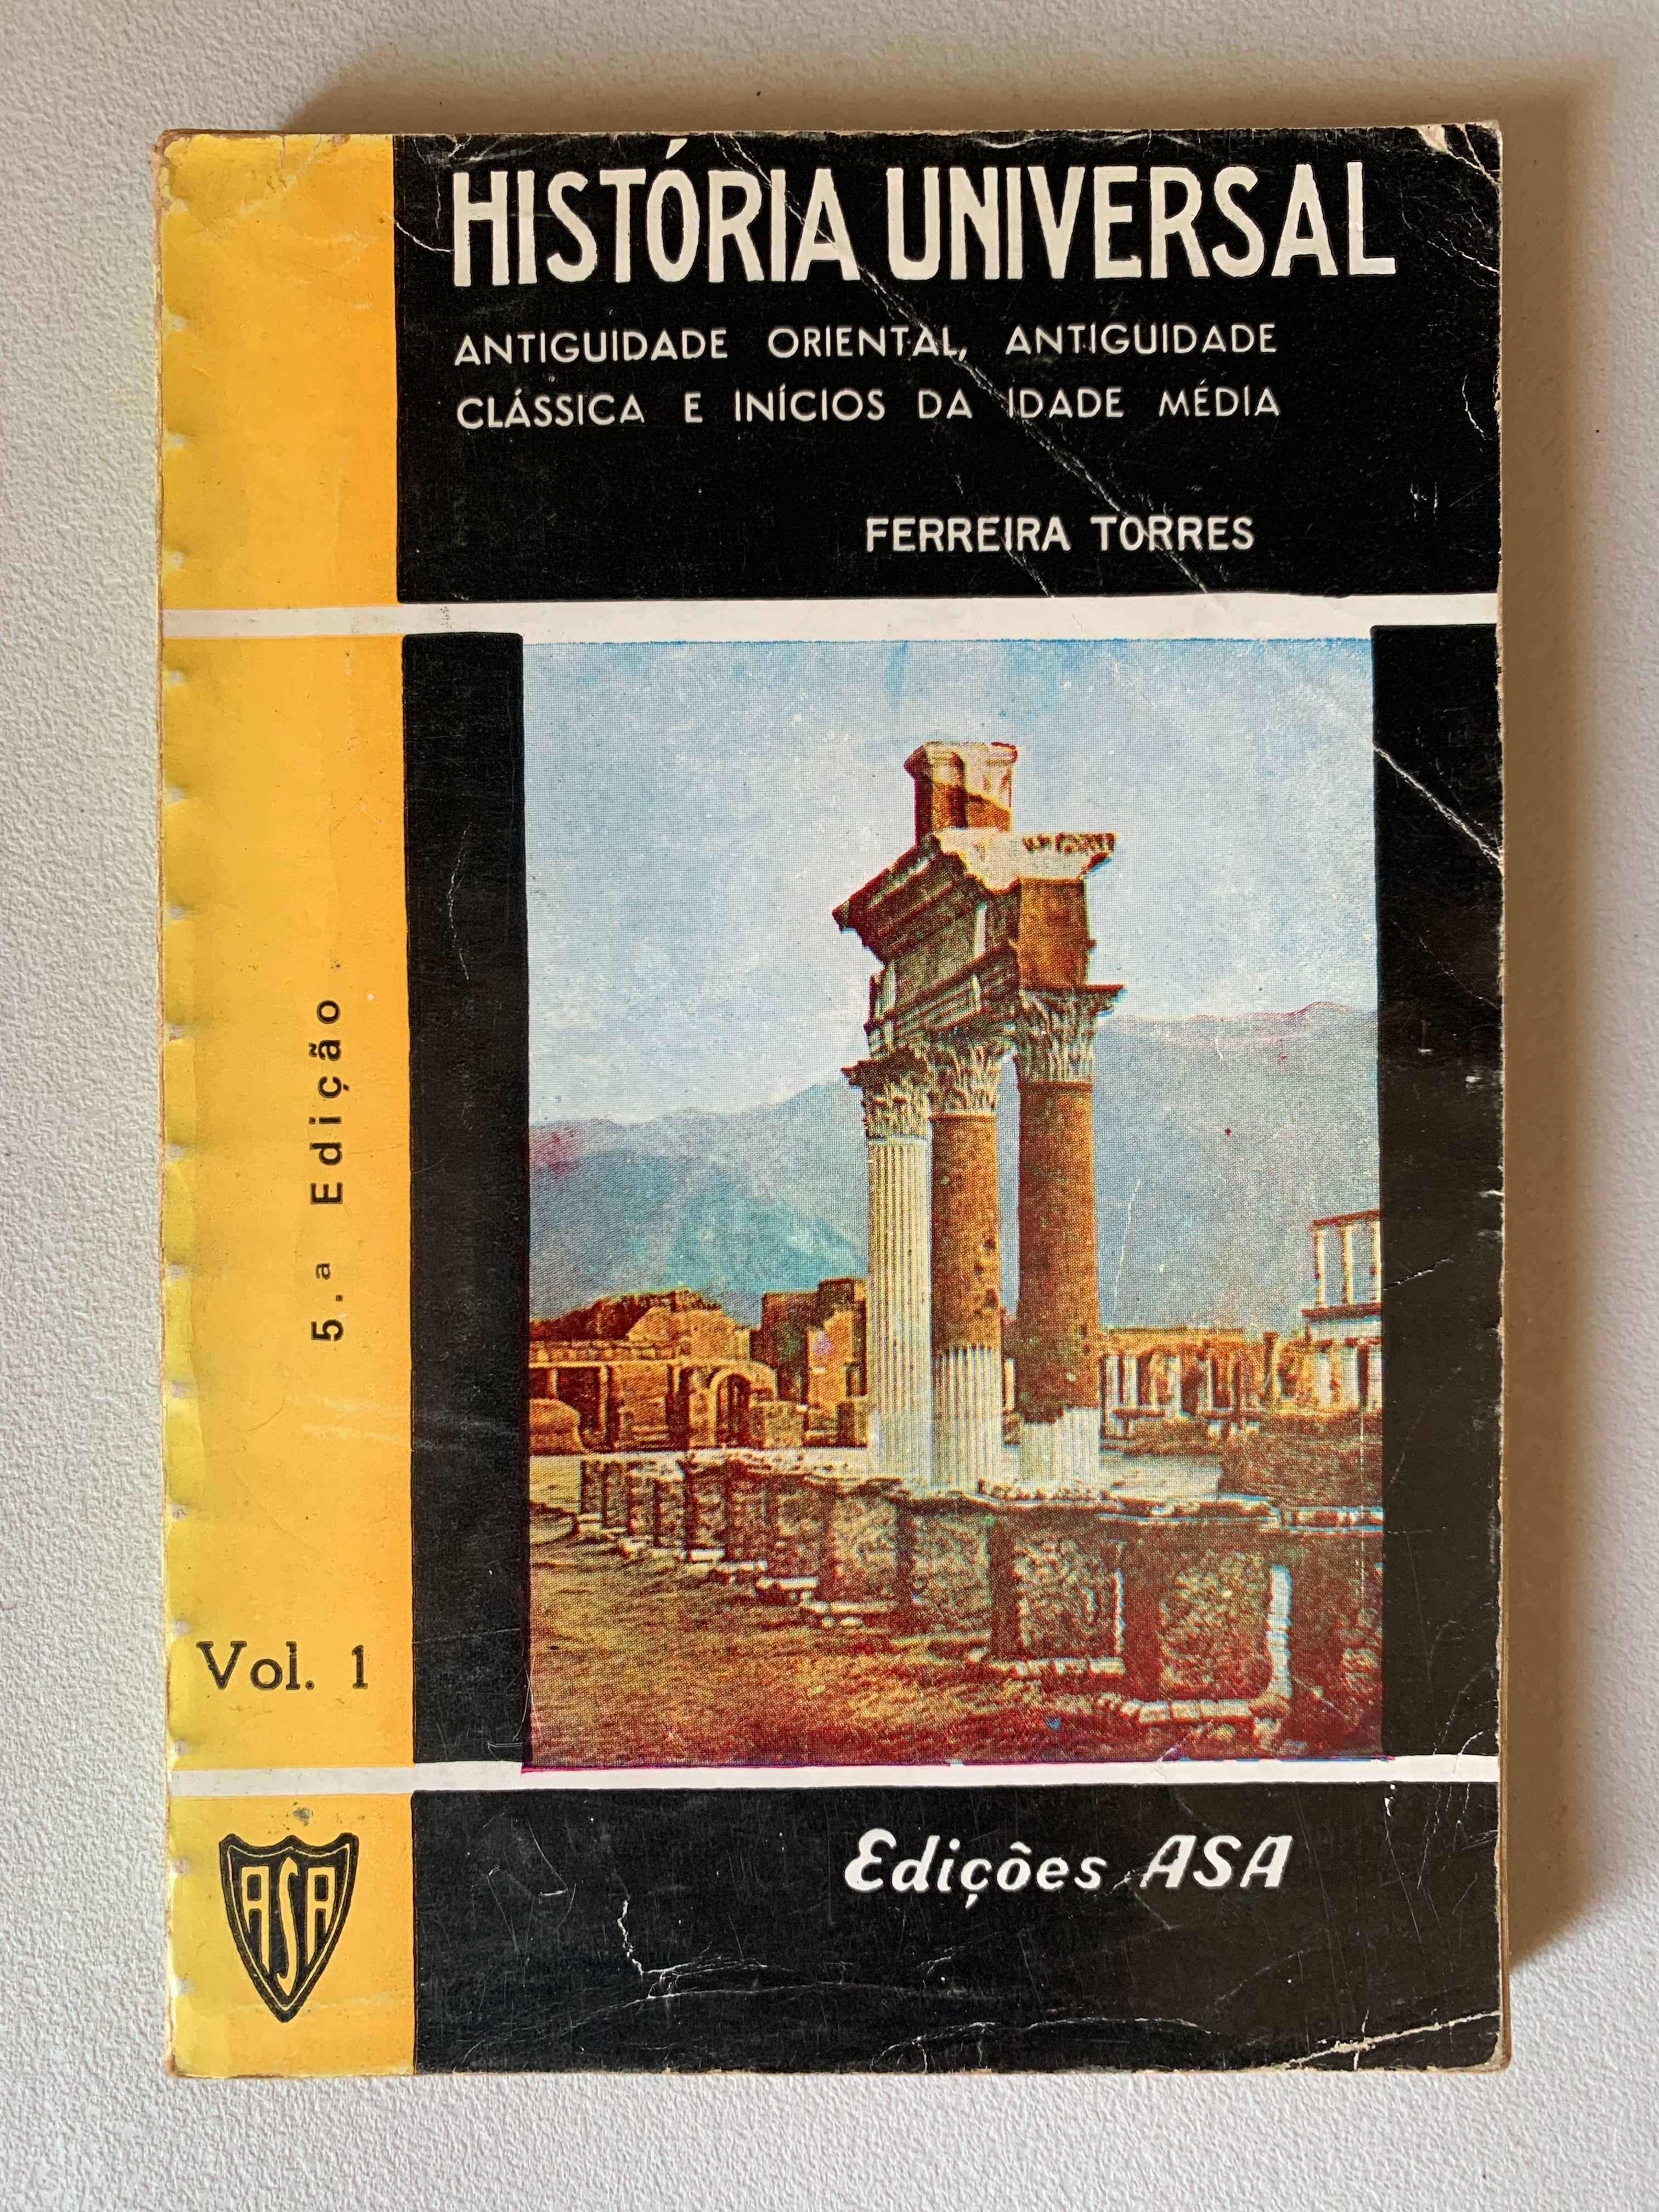 HISTÓRIA UNIVERSAL
ANTIGUIDADE ORIENTAL, ANTIGUIDADE
CLÁSSICA E INÍCIOS DA IDADE MÉDIA
FERREIRA TORRES
5.ª Edição
Vol. 1
ASA
Edições ASA